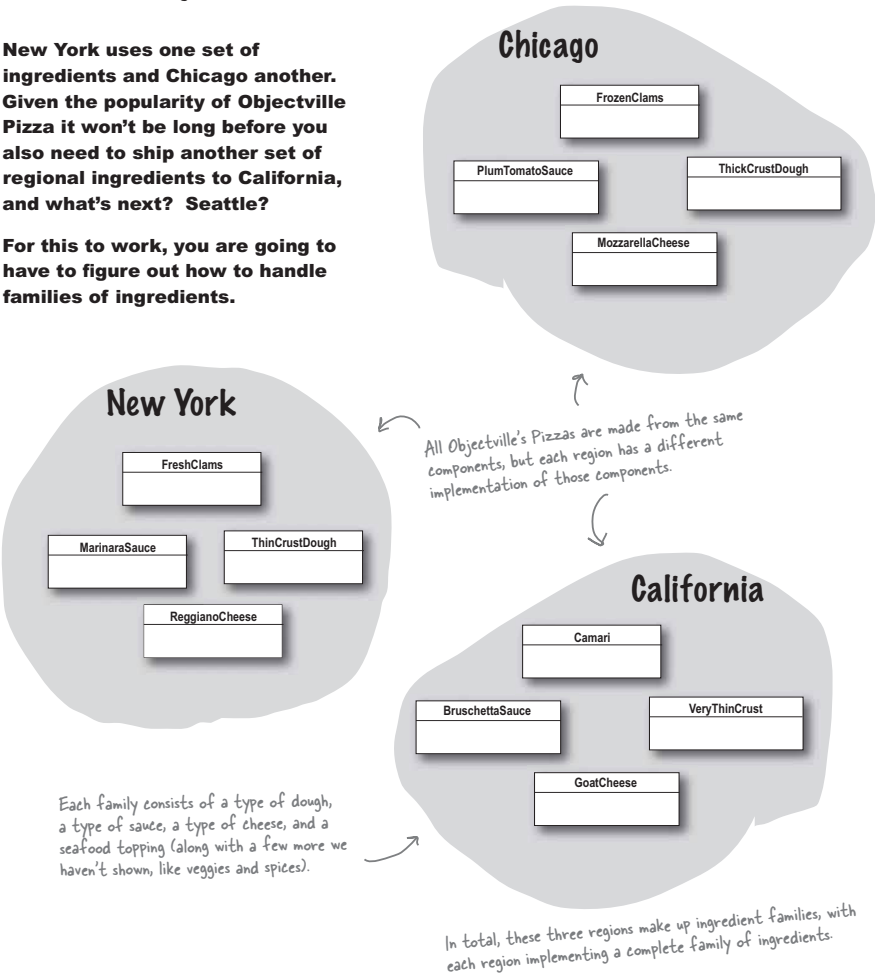 New York uses one set of
ingredients and Chicago another.
Given the popularity of Objectville
Pizza it won't be long before you
also need to ship another set of
regional ingredients to California,
and what's next?  Seattle?
For this to work, you are going to
have to figure out how to handle
families of ingredients.
Chicago
FrozenClams
PlumTomatoSauce
ThickCrustDough
MozzarellaCheese
New York
FreshClams
MarinaraSauce
ThinCrustDough
ReggianoCheese
All Objectville's Pizzas are made from the same
components, but each region has a different
implementation of those components.
California
Camari
BruschettaSauce
VeryThinCrust
GoatCheese
Each family consists of a type of dough,
a type of sauce, a type of cheese, and a
seafood topping (along with a few more we
haven't shown, like veggies and spices).
In total, these three regions make up ingredient families, with
each region implementing a complete family of ingredients.